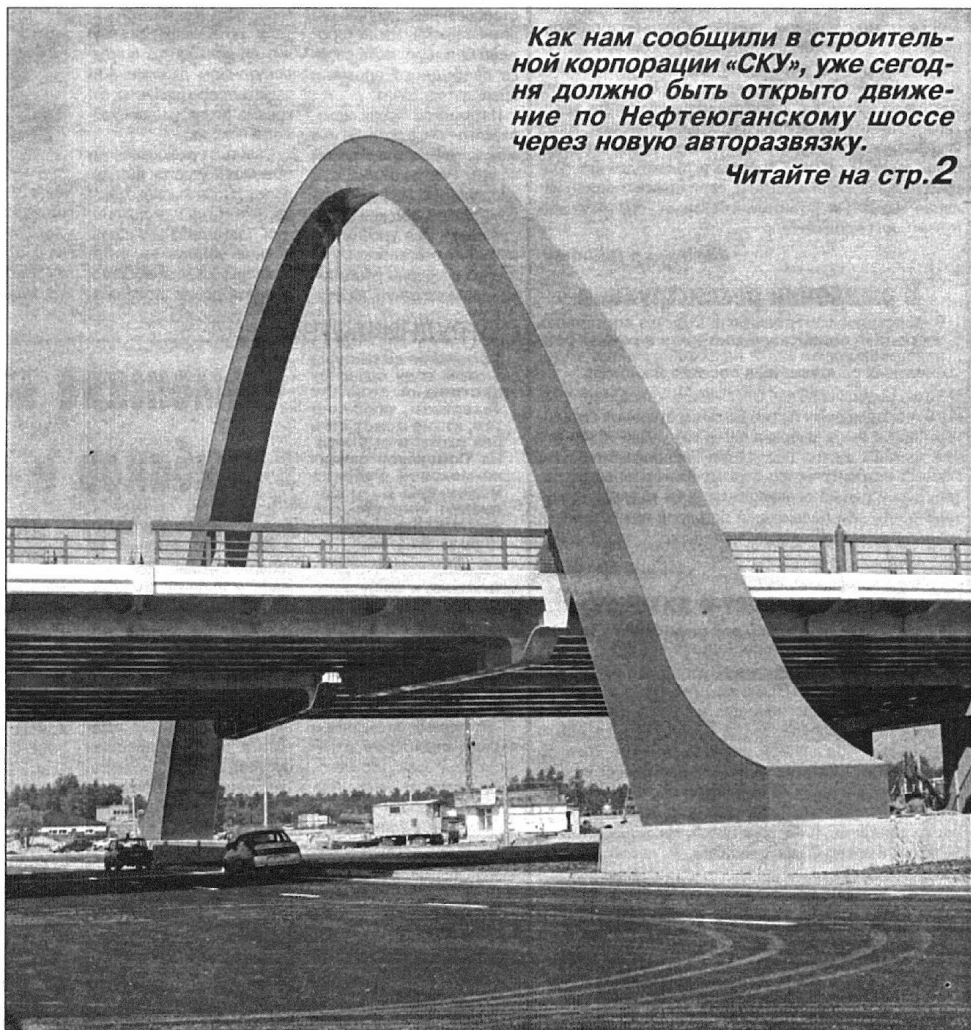 Как нам сообщили в строитель-
ной корпорации «СКУ», уже сегод-
ня должно быть открыто движе-
ние по Нефтеюганскому шоссе
через новую авторазвязку.
Читайте на стр.2